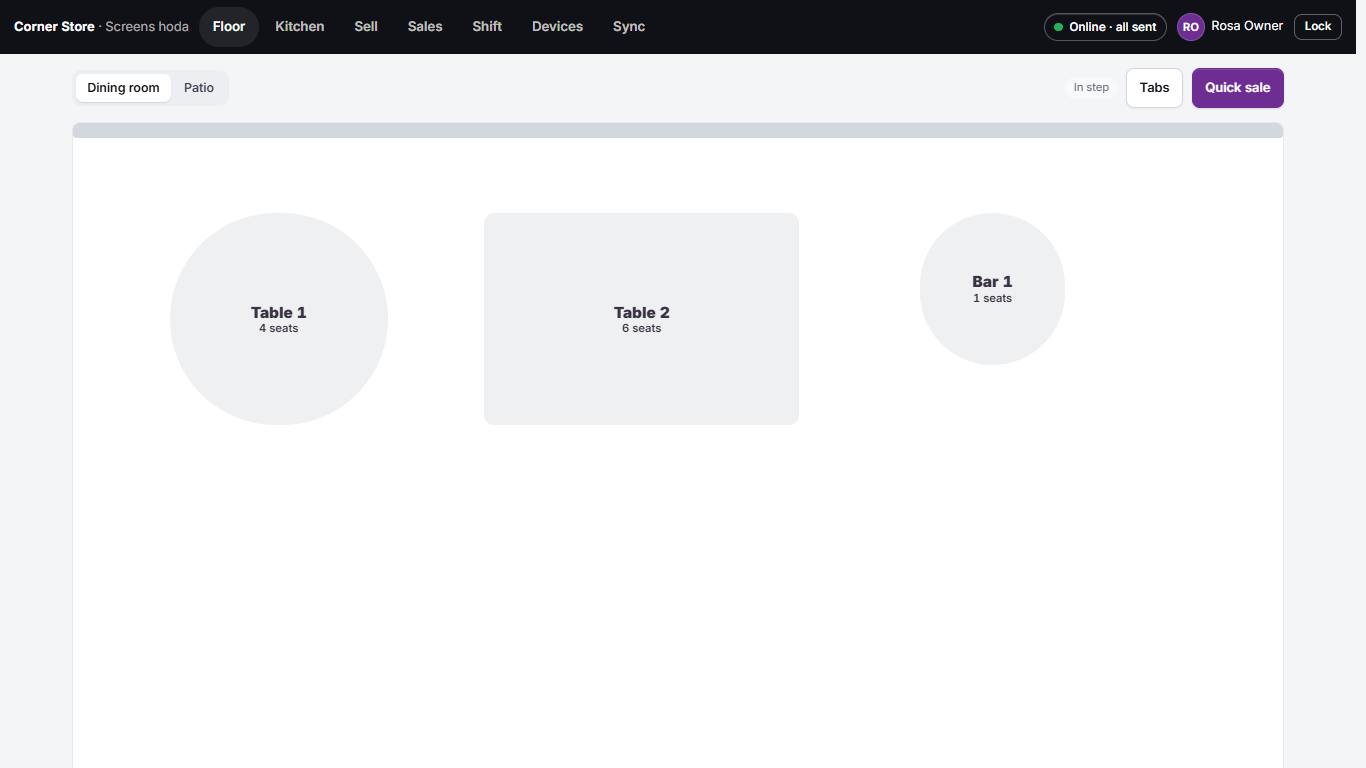 Corner Store · Screens hoda Floor Kitchen Sell Sales Shift Devices Sync Online · all sent RO Rosa Owner Lock
Dining room Patio In step Tabs Quick sale
Table 1
4 seats
Table 2
6 seats
Bar 1
1 seats